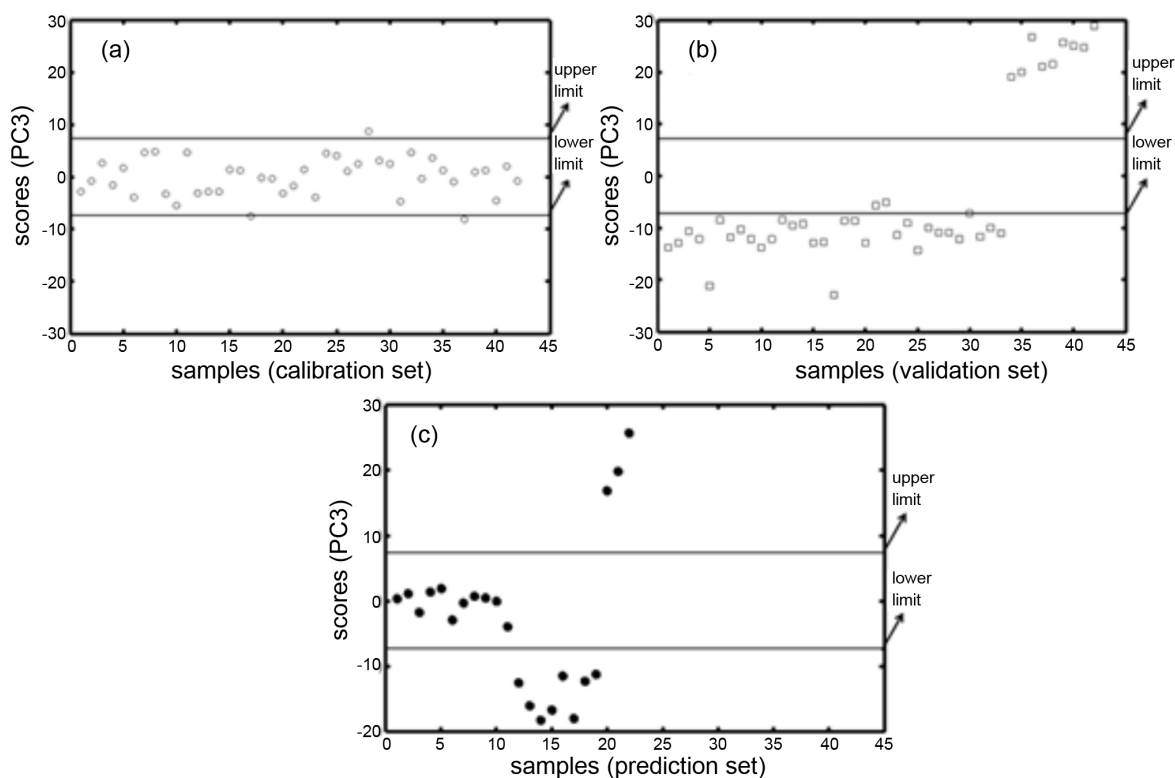 (a)
30
20
10
0
-10
-20
-30
scores (PC3)
0 5 10 15 20 25 30 35 40 45
samples (calibration set)
upper
limit
lower
limit
(b)
30
20
10
0
-10
-20
-30
scores (PC3)
0 5 10 15 20 25 30 35 40 45
samples (validation set)
upper
limit
lower
limit
(c)
30
20
10
0
-10
-20
scores (PC3)
0 5 10 15 20 25 30 35 40 45
samples (prediction set)
upper
limit
lower
limit